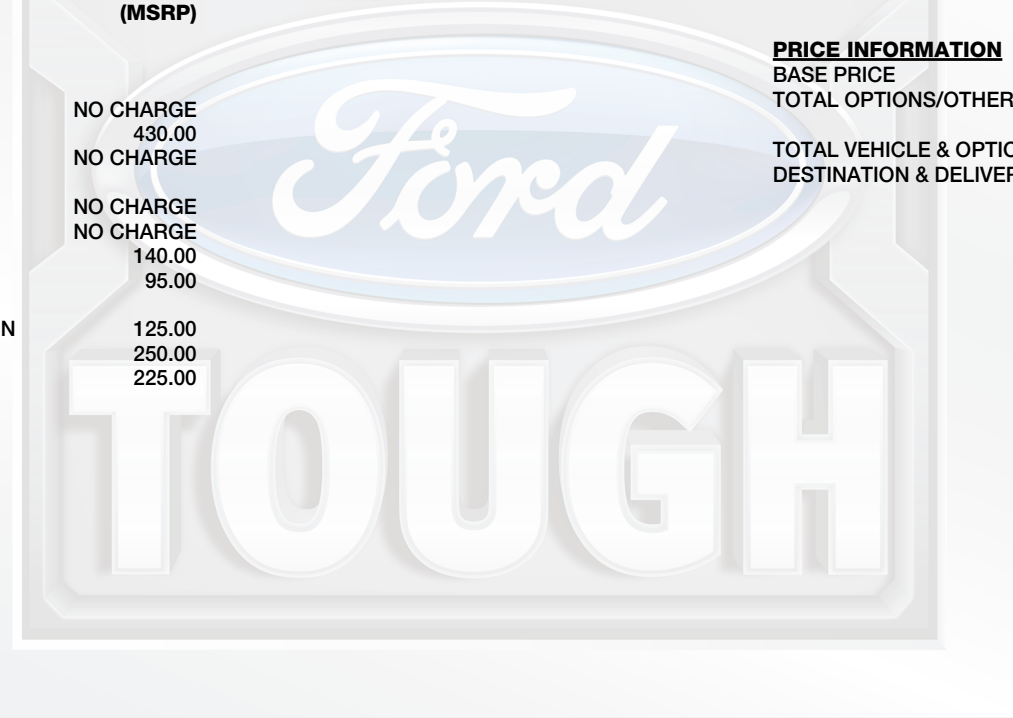 (MSRP)
NO CHARGE
430.00
NO CHARGE
NO CHARGE
NO CHARGE
140.00
95.00
N 125.00
250.00
225.00
PRICE INFORMATION
BASE PRICE
TOTAL OPTIONS/OTHER
TOTAL VEHICLE & OPTIO
DESTINATION & DELIVER
Ford
TOUGH